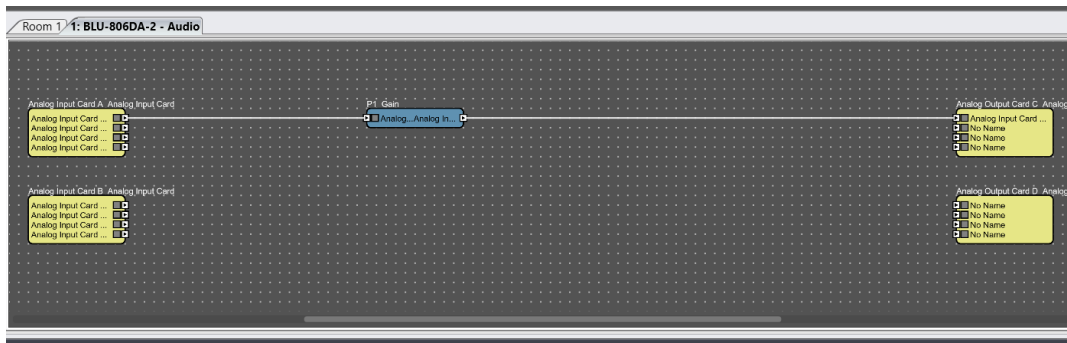 Room 1 1: BLU-806DA-2 - Audio
Analog Input Card A Analog Input Card
Analog Input Card ...
Analog Input Card ...
Analog Input Card ...
Analog Input Card ...
P1 Gain
Analog...Analog In...
Analog Output Card C Analog
Analog Input Card ...
No Name
No Name
No Name
Analog Input Card B Analog Input Card
Analog Input Card ...
Analog Input Card ...
Analog Input Card ...
Analog Input Card ...
Analog Output Card D Analog
No Name
No Name
No Name
No Name